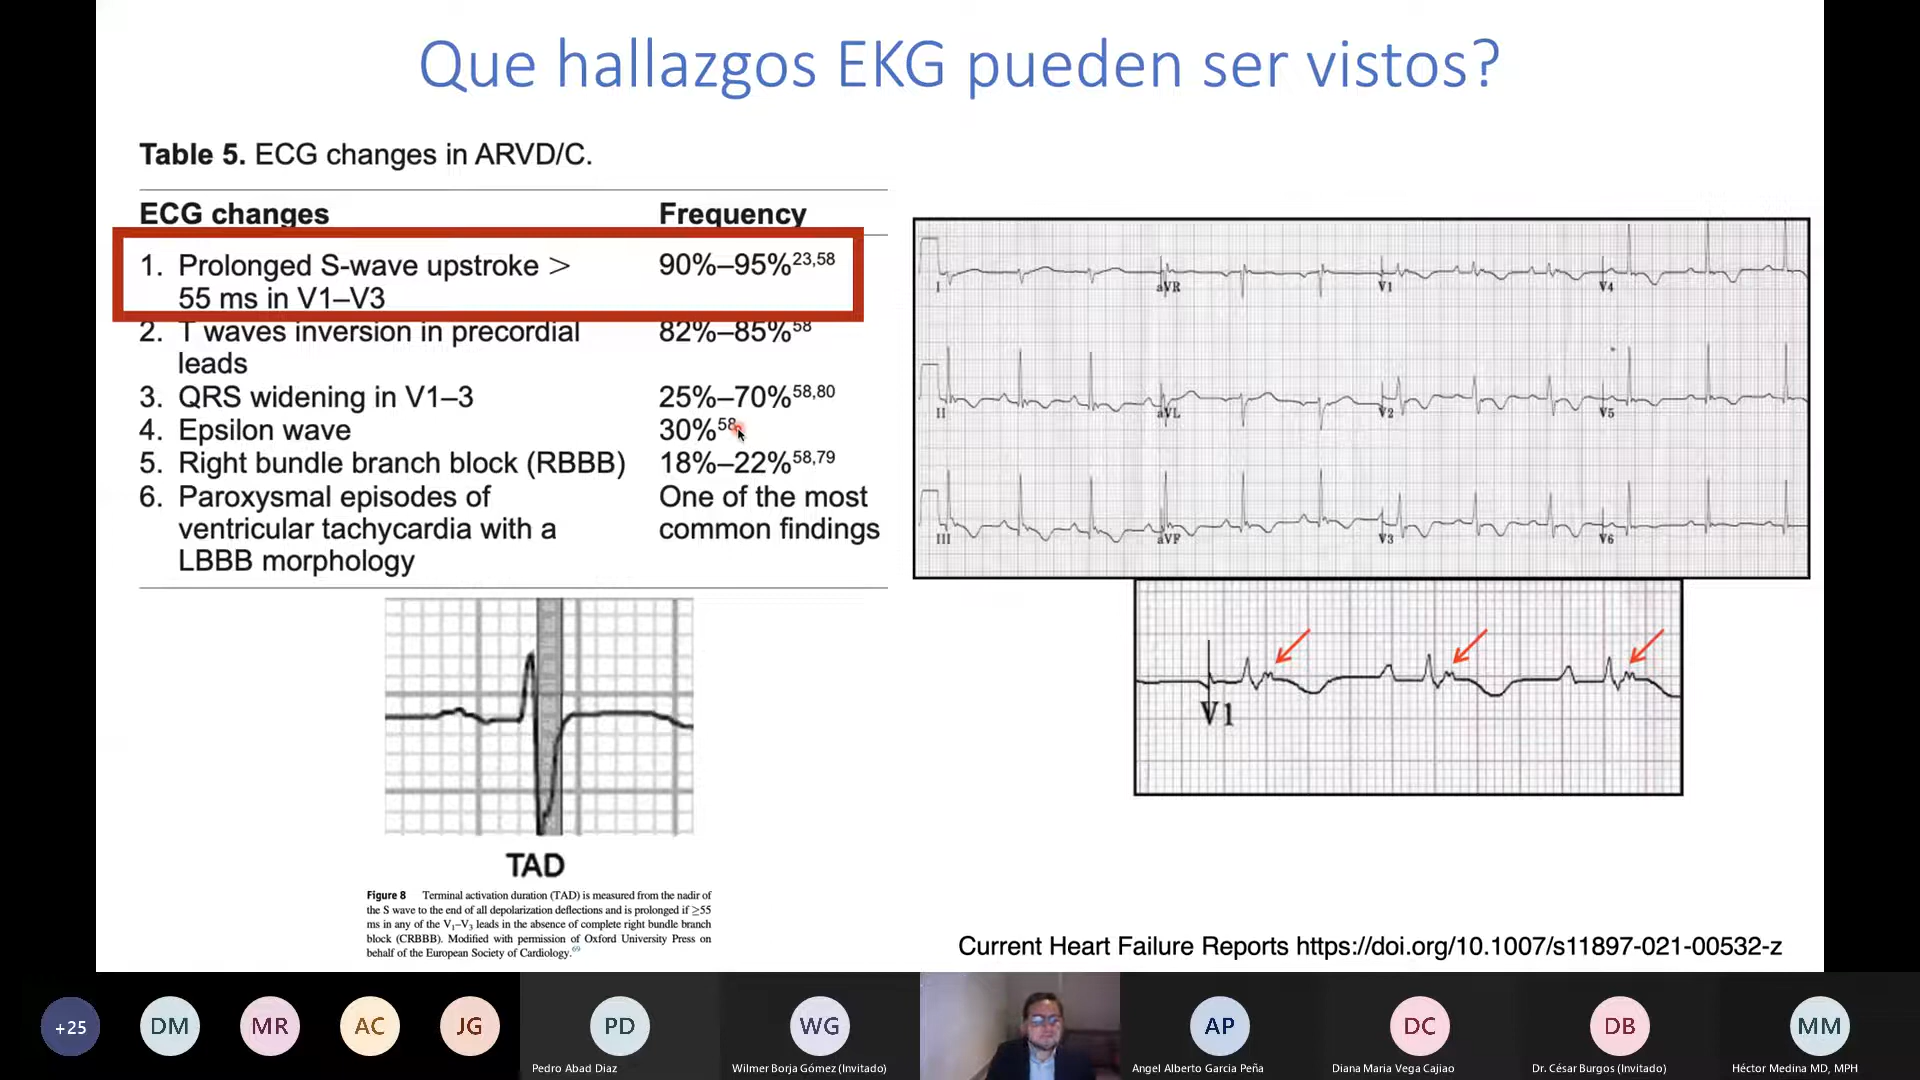 Que hallazgos EKG pueden ser vistos?
Table 5. ECG changes in ARVD/C.
ECG changes Frequency
1. Prolonged S-wave upstroke > 90%–95%23,58
55 ms in V1–V3
2. T waves inversion in precordial 82%–85%58
leads
3. QRS widening in V1–3 25%–70%58,80
4. Epsilon wave 30%58
5. Right bundle branch block (RBBB) 18%–22%58,79
6. Paroxysmal episodes of One of the most
ventricular tachycardia with a common findings
LBBB morphology
I aVR V1 V4
II aVL V2 V5
III aVF V3 V6
V1
TAD
Figure 8 Terminal activation duration (TAD) is measured from the nadir of
the S wave to the end of all depolarization deflections and is prolonged if ≥55
ms in any of the V1–V3 leads in the absence of complete right bundle branch
block (CRBBB). Modified with permission of Oxford University Press on
behalf of the European Society of Cardiology.69
Current Heart Failure Reports https://doi.org/10.1007/s11897-021-00532-z
+25 DM MR AC JG PD WG AP DC DB MM
Pedro Abad Diaz Wilmer Borja Gómez (Invitado) Angel Alberto Garcia Peña Diana Maria Vega Cajiao Dr. César Burgos (Invitado) Héctor Medina MD, MPH